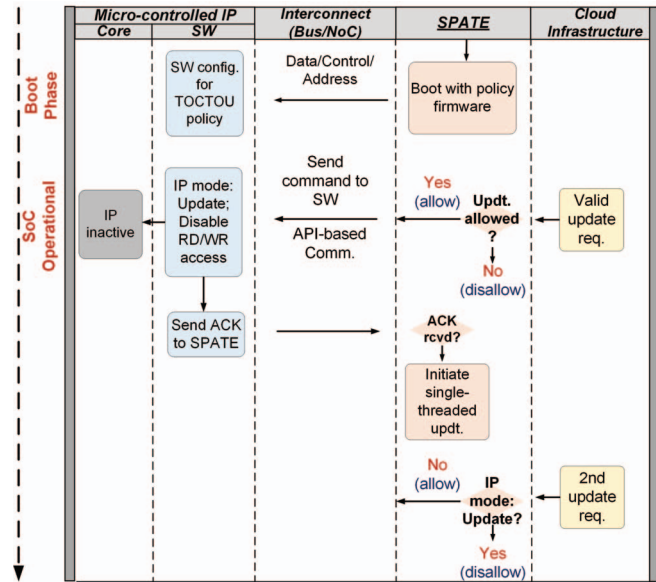 Micro-controlled IP
Core
SW
Interconnect
(Bus/NoC)
SPATE
Cloud
Infrastructure
Boot
Phase
SW config.
for
TOCTOU
policy
Data/Control/
Address
Boot with policy
firmware
SoC
Operational
IP
inactive
IP mode:
Update;
Disable
RD/WR
access
Send
command to
SW
API-based
Comm.
Yes
(allow)
Updt.
allowed
?
No
(disallow)
Valid
update
req.
Send ACK
to SPATE
ACK
rcvd?
Initiate
single-
threaded
updt.
No
(allow)
IP
mode:
Update?
Yes
(disallow)
2nd
update
req.